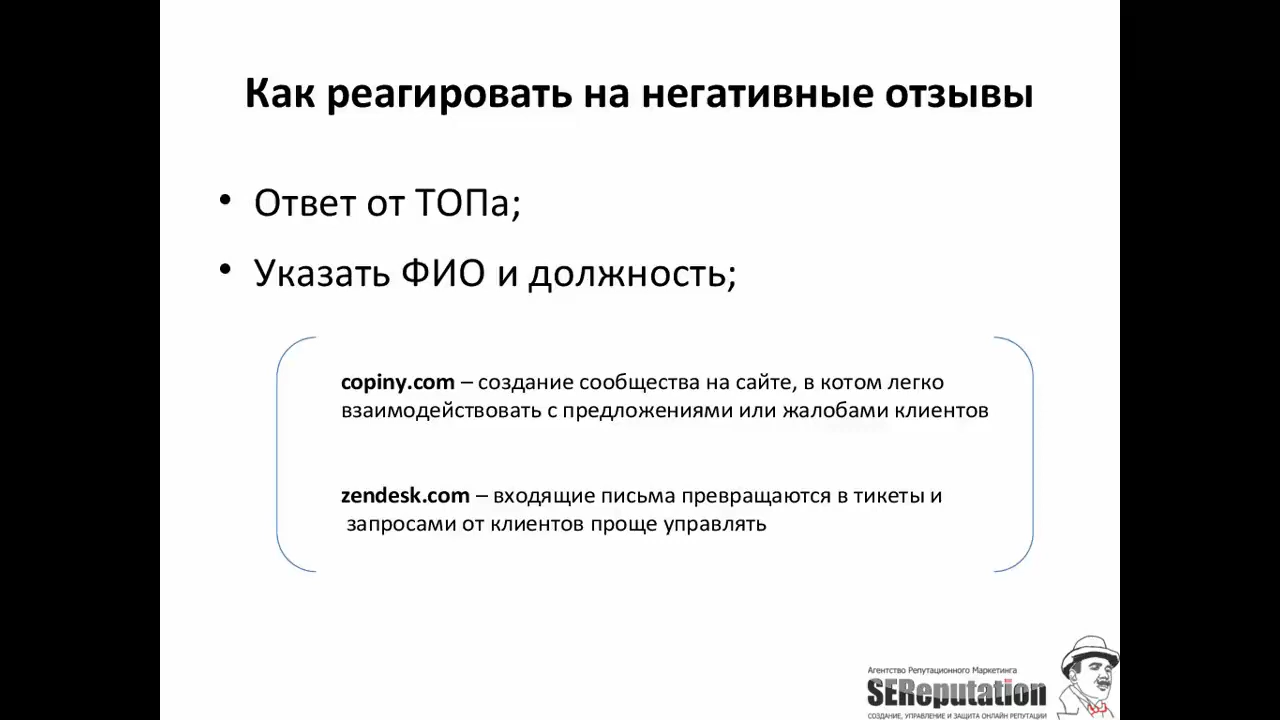 Как реагировать на негативные отзывы
• Ответ от ТОПа;
• Указать ФИО и должность;
copiny.com – создание сообщества на сайте, в котом легко
взаимодействовать с предложениями или жалобами клиентов
zendesk.com – входящие письма превращаются в тикеты и
запросами от клиентов проще управлять
Агентство Репутационного Маркетинга
SEReputation
СОЗДАНИЕ, УПРАВЛЕНИЕ И ЗАЩИТА ОНЛАЙН РЕПУТАЦИИ